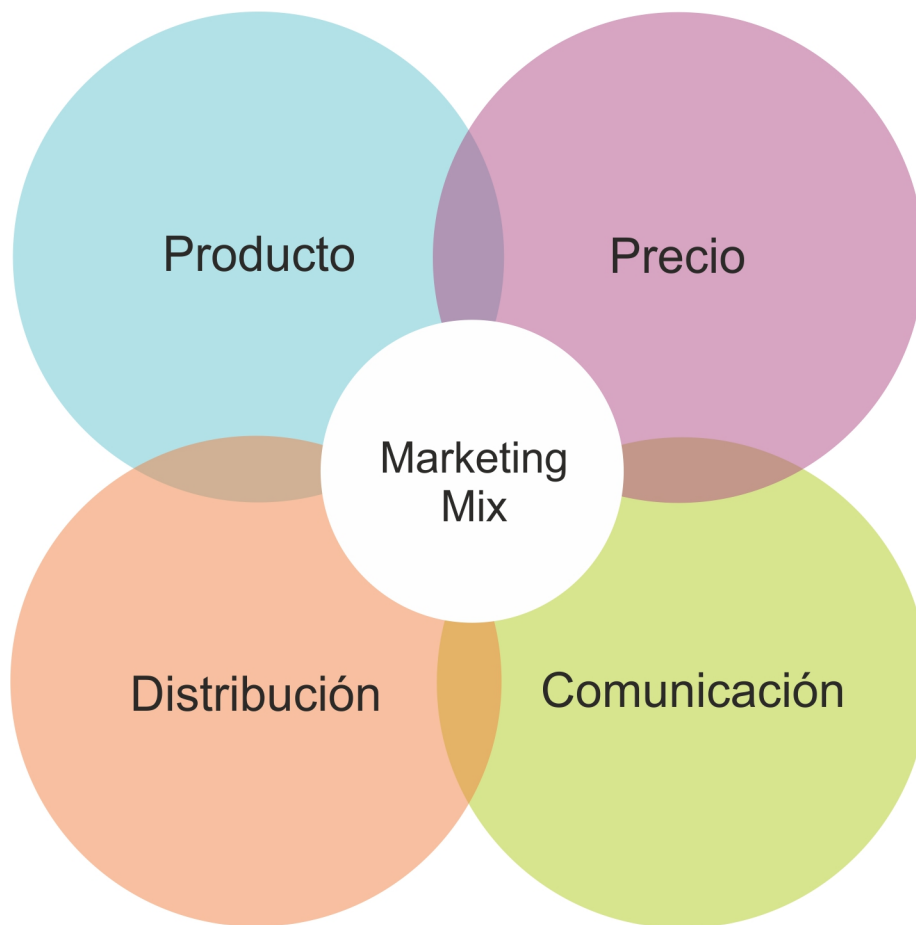 Producto
Precio
Marketing
Mix
Distribución
Comunicación